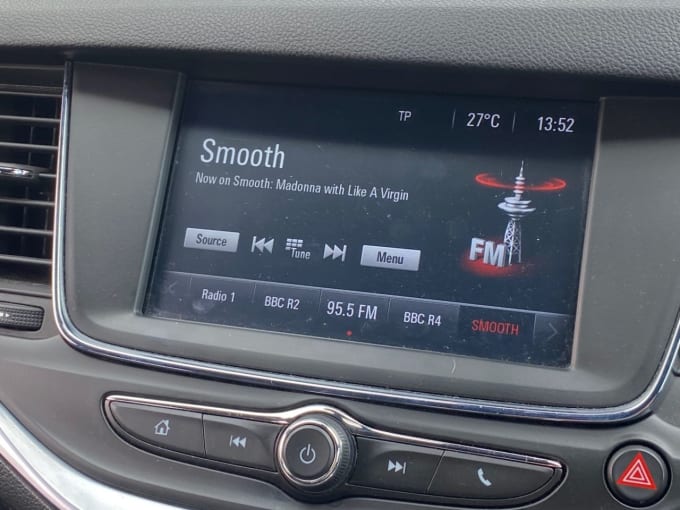 TP 27°C 13:52
Smooth
Now on Smooth: Madonna with Like A Virgin
Source Tune Menu
FM
Radio 1 BBC R2 95.5 FM BBC R4 SMOOTH